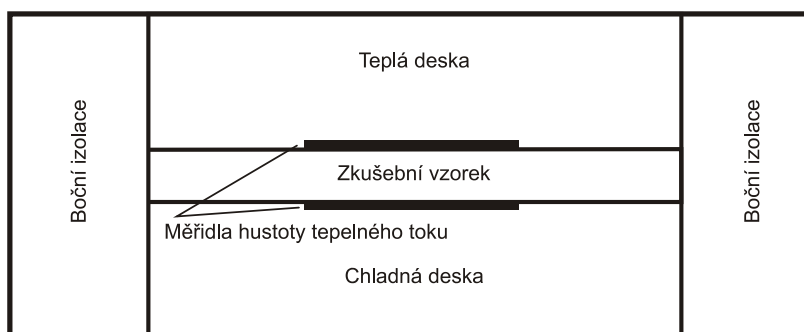 Teplá deska
Boční izolace
Zkušební vzorek
Boční izolace
Měřidla hustoty tepelného toku
Chladná deska